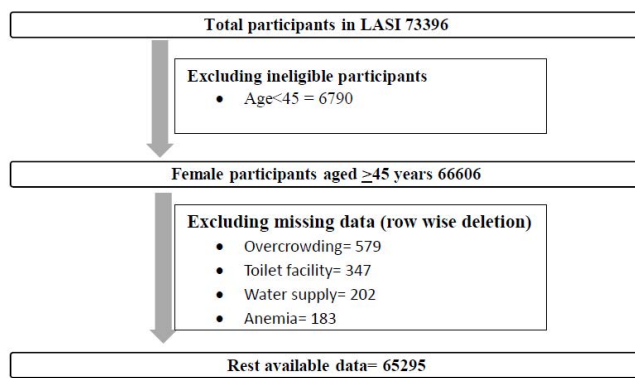 Total participants in LASI 73396
Excluding ineligible participants
• Age<45 = 6790
Female participants aged ≥45 years 66606
Excluding missing data (row wise deletion)
• Overcrowding= 579
• Toilet facility= 347
• Water supply= 202
• Anemia= 183
Rest available data= 65295